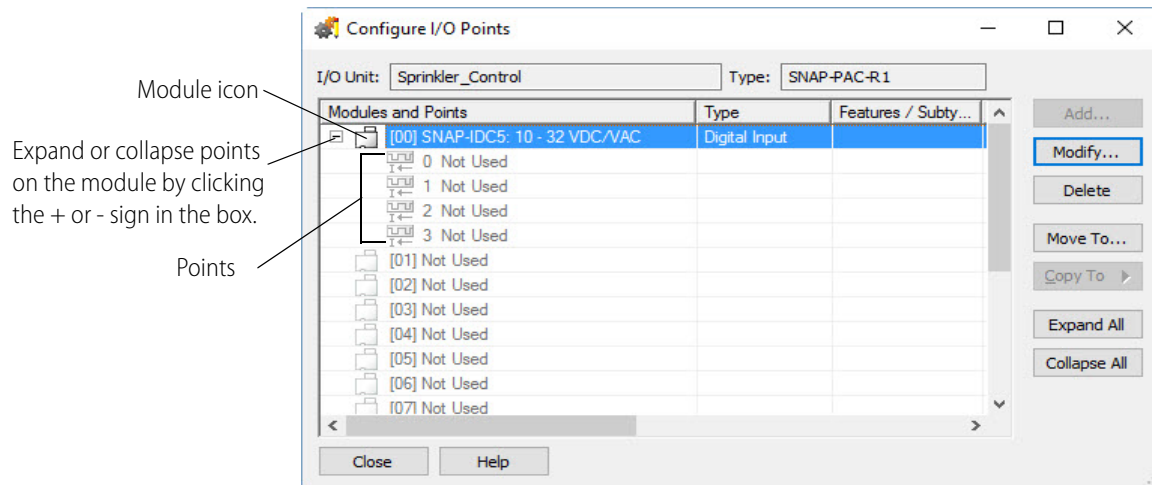 Configure I/O Points
I/O Unit: Sprinkler_Control Type: SNAP-PAC-R1
Module icon
Expand or collapse points
on the module by clicking
the + or - sign in the box.
Points
Modules and Points Type Features / Subty...
[00] SNAP-IDC5: 10 - 32 VDC/VAC Digital Input
0 Not Used
1 Not Used
2 Not Used
3 Not Used
[01] Not Used
[02] Not Used
[03] Not Used
[04] Not Used
[05] Not Used
[06] Not Used
[07] Not Used
Add...
Modify...
Delete
Move To...
Copy To
Expand All
Collapse All
Close Help